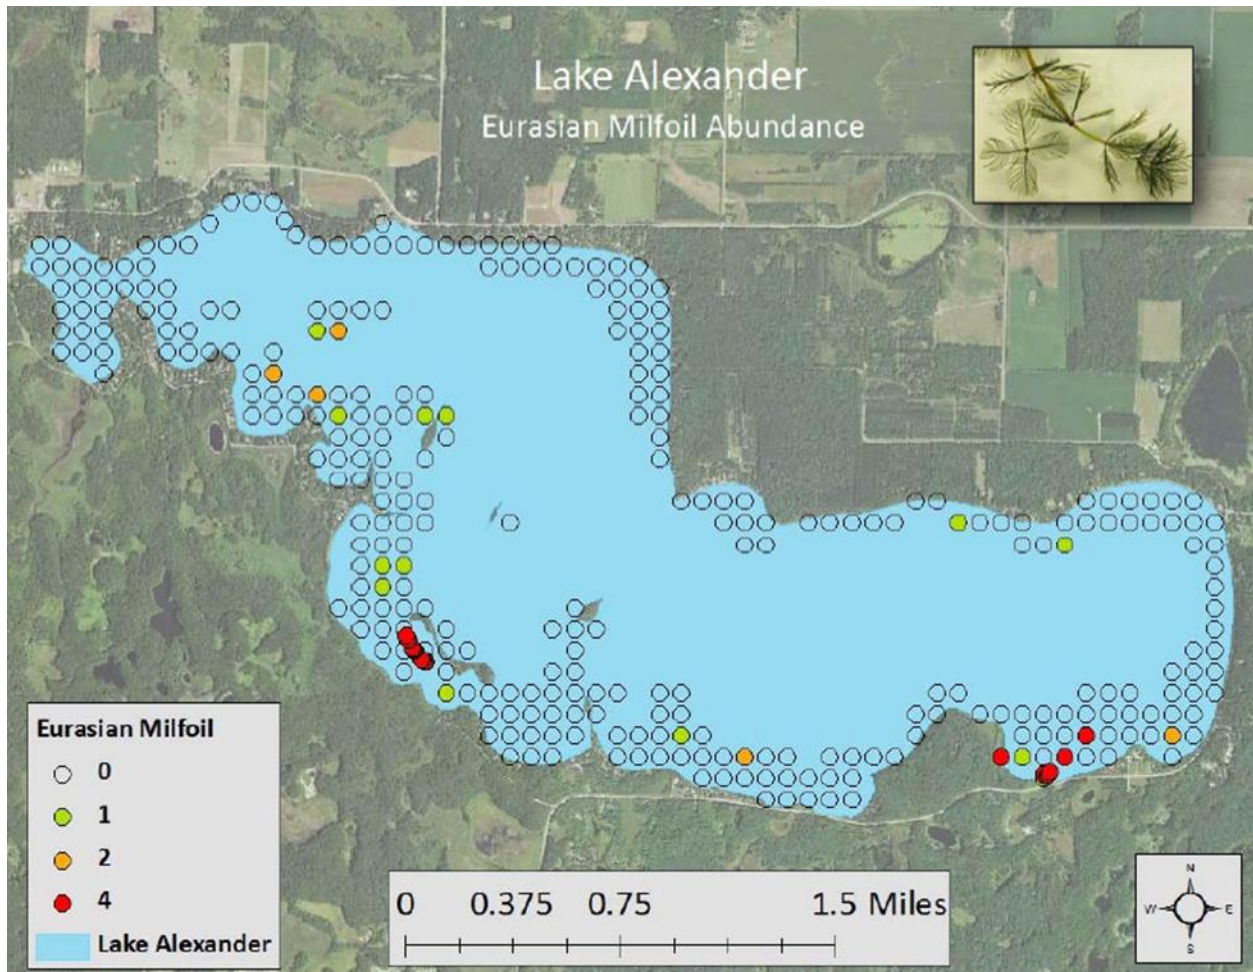 Lake Alexander
Eurasian Milfoil Abundance
Eurasian Milfoil
0
1
2
4
Lake Alexander
0 0.375 0.75 1.5 Miles
N
W E
S